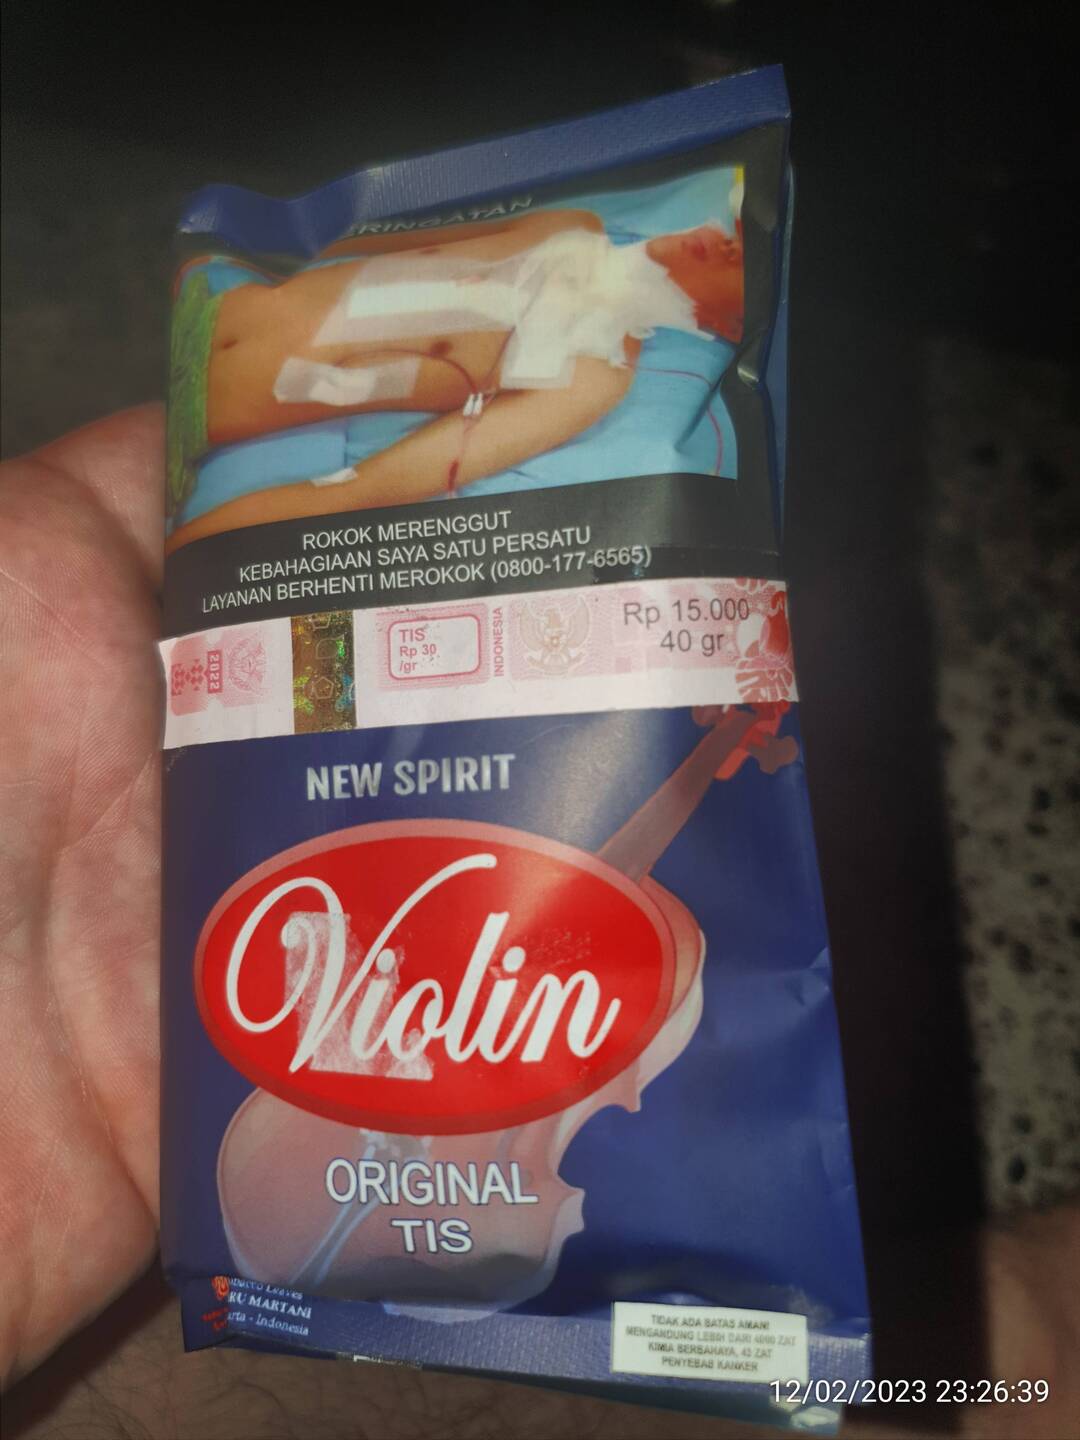 ROKOK MERENGGUT
KEBAHAGIAAN SAYA SATU PERSATU
LAYANAN BERHENTI MEROKOK (0800-177-6565)
2022
TIS
Rp 30
/gr
INDONESIA
Rp 15.000
40 gr
NEW SPIRIT
Violin
ORIGINAL
TIS
Indonesia
TIDAK ADA BATAS AMAN!
MENGANDUNG LEBIH DARI 4000 ZAT
KIMIA BERBAHAYA, 43 ZAT
PENYEBAB KANKER
12/02/2023 23:26:39